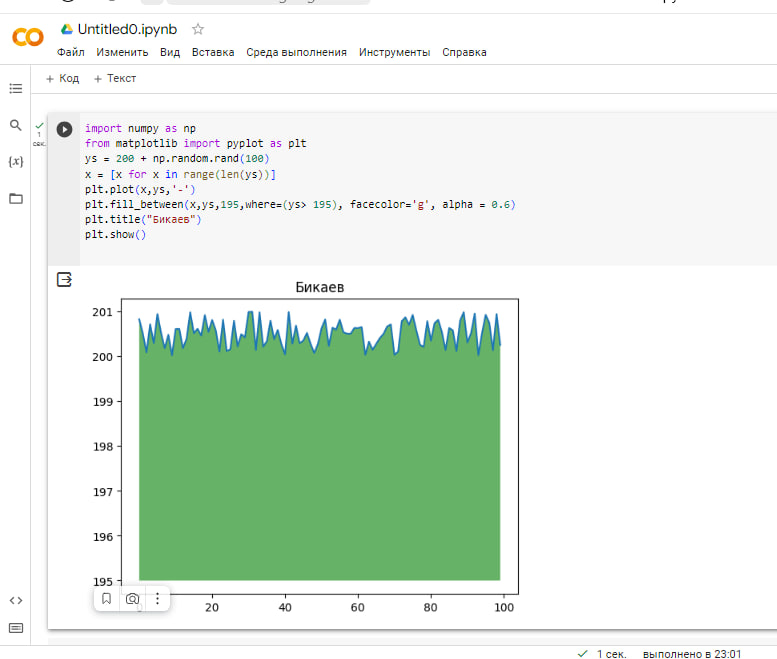 Untitled0.ipynb
Файл Изменить Вид Вставка Среда выполнения Инструменты Справка
+ Код + Текст
1
сек.
{x}
import numpy as np
from matplotlib import pyplot as plt
ys = 200 + np.random.rand(100)
x = [x for x in range(len(ys))]
plt.plot(x,ys,'-')
plt.fill_between(x,ys,195,where=(ys> 195), facecolor='g', alpha = 0.6)
plt.title("Бикаев")
plt.show()
Бикаев
201
200
199
198
197
196
195
0 20 40 60 80 100
1 сек. выполнено в 23:01